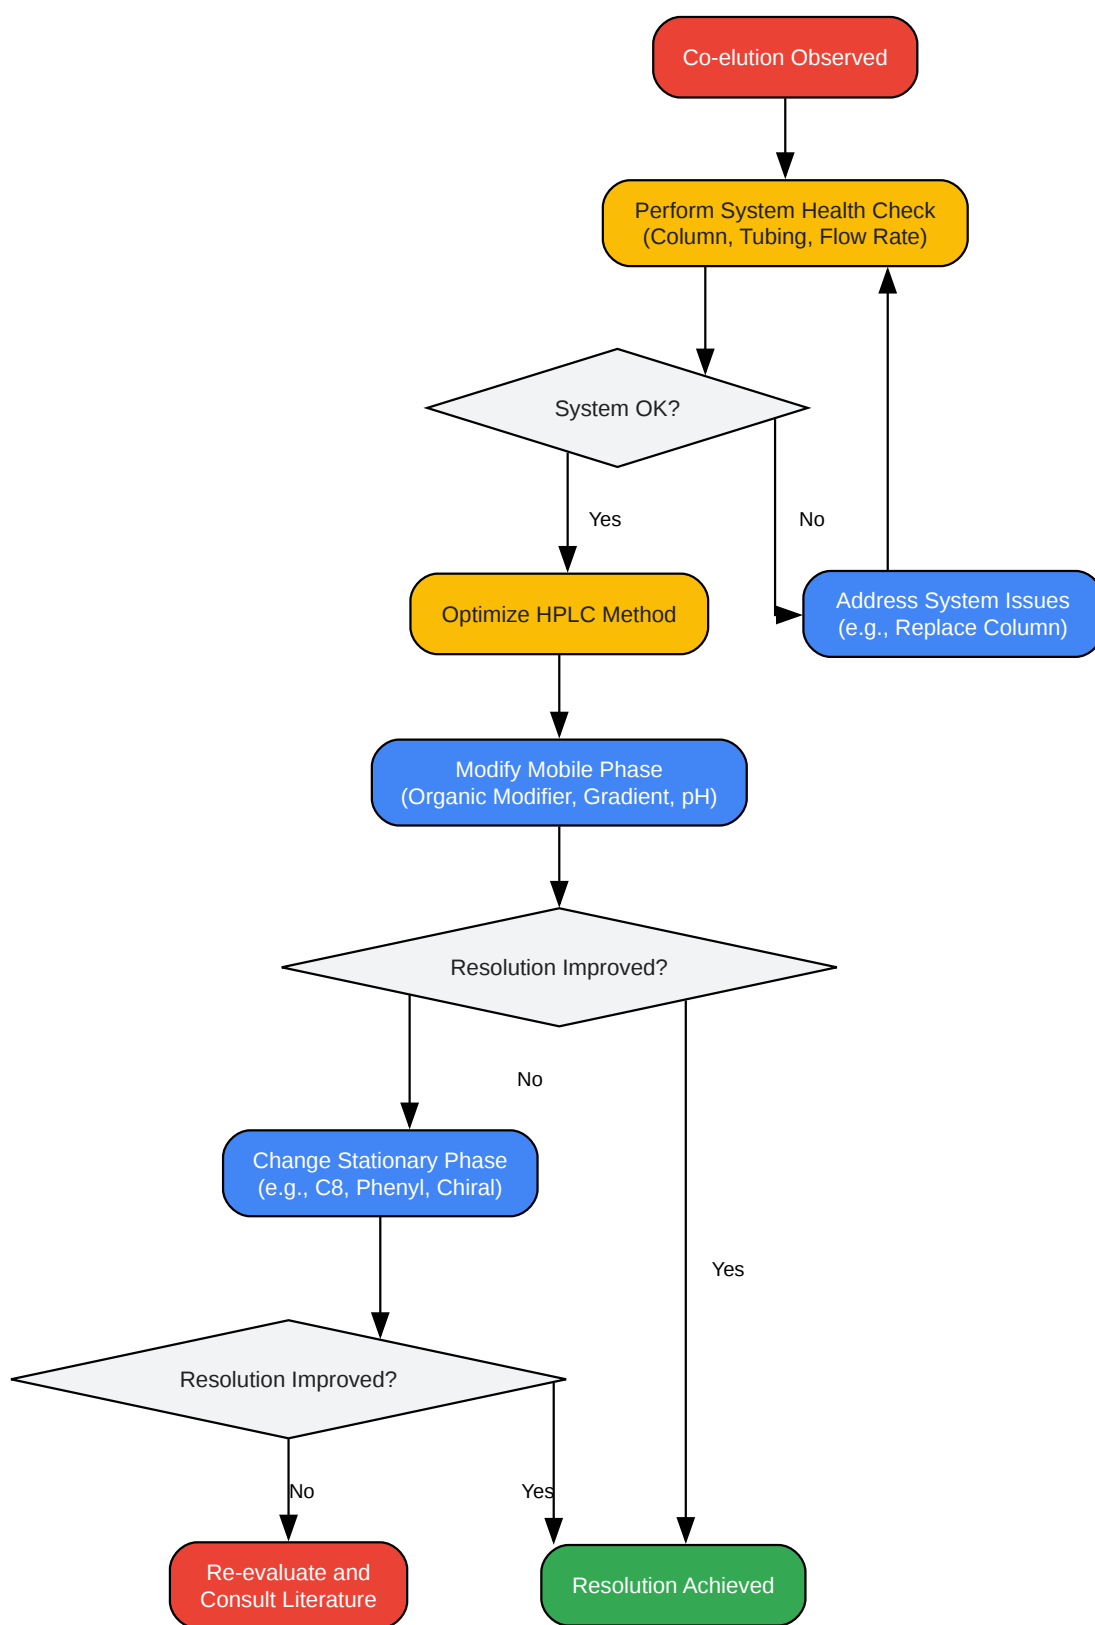 Co-elution Observed
Perform System Health Check
(Column, Tubing, Flow Rate)
System OK?
Yes
No
Optimize HPLC Method
Address System Issues
(e.g., Replace Column)
Modify Mobile Phase
(Organic Modifier, Gradient, pH)
Resolution Improved?
No
Change Stationary Phase
(e.g., C8, Phenyl, Chiral)
Yes
Resolution Improved?
No
Yes
Re-evaluate and
Consult Literature
Resolution Achieved